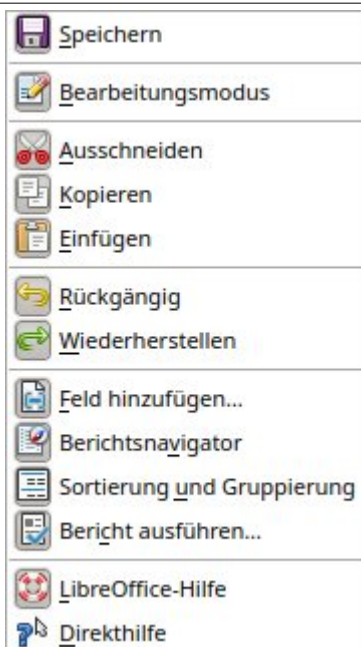 Speichern
Bearbeitungsmodus
Ausschneiden
Kopieren
Einfügen
Rückgängig
Wiederherstellen
Feld hinzufügen...
Berichtsnavigator
Sortierung und Gruppierung
Bericht ausführen...
LibreOffice-Hilfe
Direkthilfe